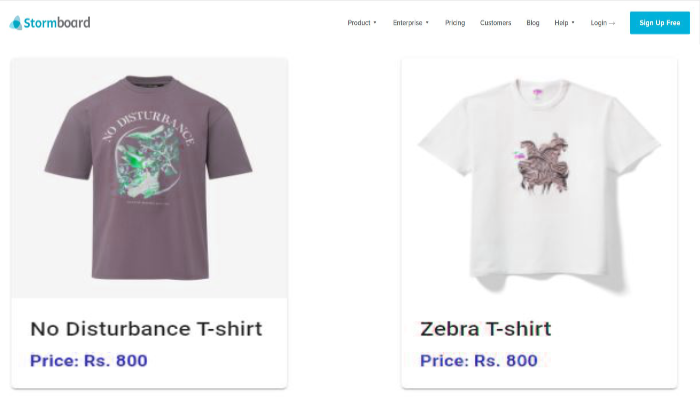 Stormboard
Product Enterprise Pricing Customers Blog Help Login → Sign Up Free
NO DISTURBANCE
No Disturbance T-shirt
Price: Rs. 800
Zebra T-shirt
Price: Rs. 800